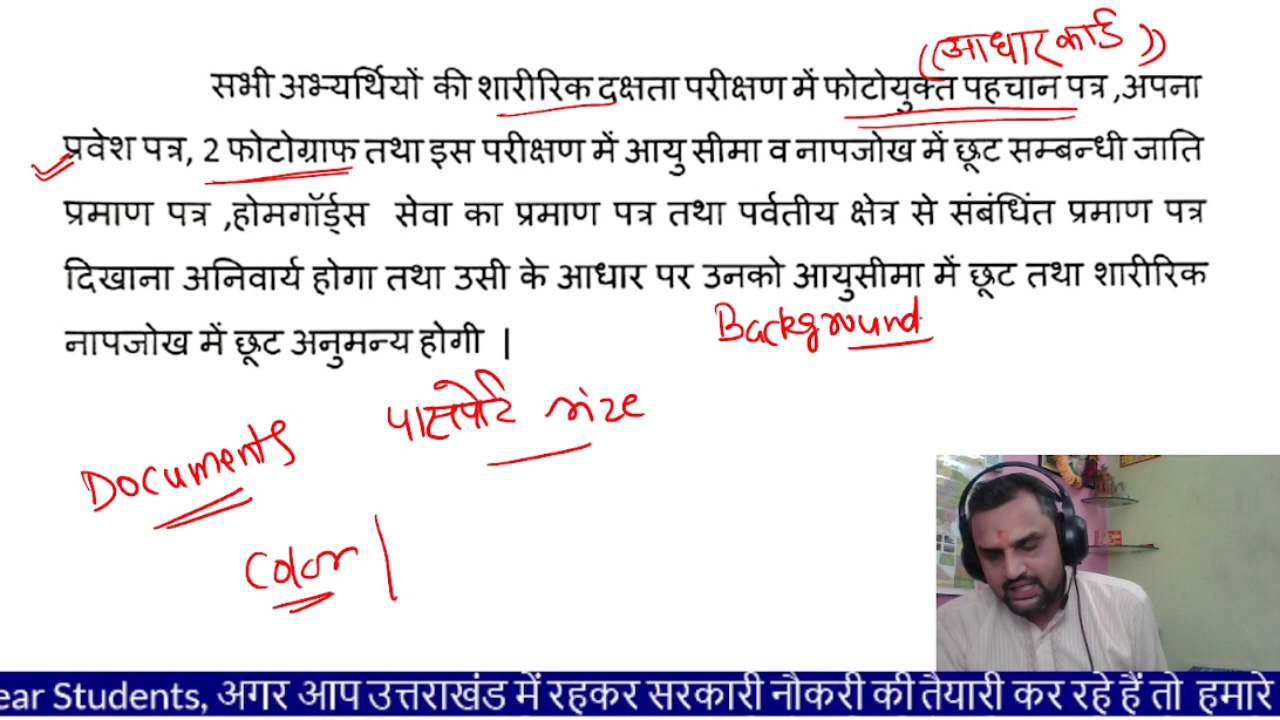 ((आधार कार्ड))
सभी अभ्यर्थियों की शारीरिक दक्षता परीक्षण में फोटोयुक्त पहचान पत्र ,अपना
प्रवेश पत्र, 2 फोटोग्राफ तथा इस परीक्षण में आयु सीमा व नापजोख में छूट सम्बन्धी जाति
प्रमाण पत्र ,होमगॉर्ड्स सेवा का प्रमाण पत्र तथा पर्वतीय क्षेत्र से संबंधिंत प्रमाण पत्र
दिखाना अनिवार्य होगा तथा उसी के आधार पर उनको आयुसीमा में छूट तथा शारीरिक
नापजोख में छूट अनुमन्य होगी |
Background
पासपोर्ट
Documents
Color
ear Students, अगर आप उत्तराखंड में रहकर सरकारी नौकरी की तैयारी कर रहे हैं तो हमारे